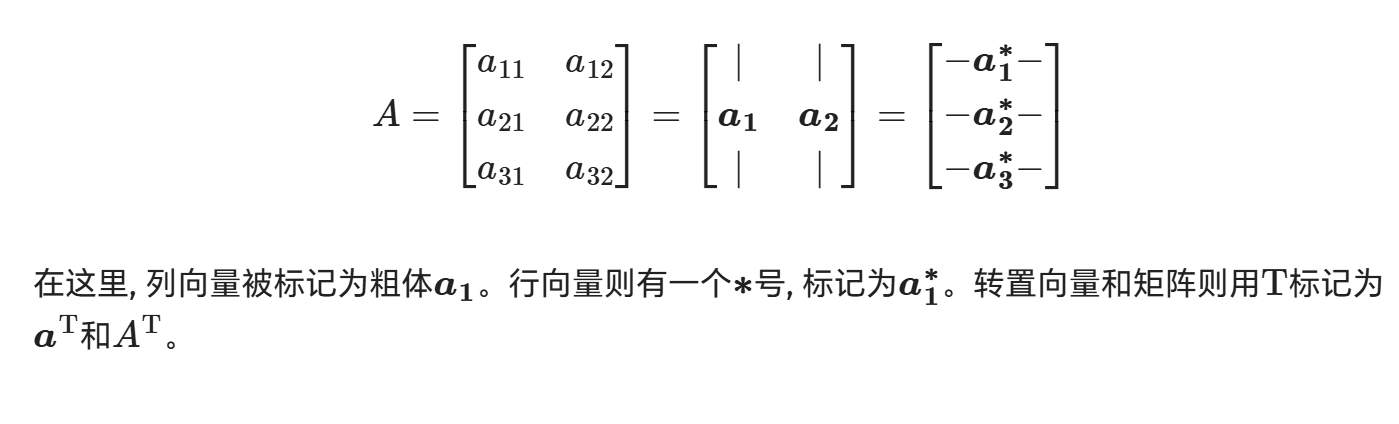 $A = \begin{bmatrix} a_{11} & a_{12} \\ a_{21} & a_{22} \\ a_{31} & a_{32} \end{bmatrix} = \begin{bmatrix} | & | \\ \boldsymbol{a_1} & \boldsymbol{a_2} \\ | & | \end{bmatrix} = \begin{bmatrix} -\boldsymbol{a_1^*}- \\ -\boldsymbol{a_2^*}- \\ -\boldsymbol{a_3^*}- \end{bmatrix}$
在这里, 列向量被标记为粗体$\boldsymbol{a_1}$。行向量则有一个$\boldsymbol{*}$号, 标记为$\boldsymbol{a_1^*}$。转置向量和矩阵则用$\mathrm{T}$标记为
$\boldsymbol{a}^{\mathrm{T}}$和$A^{\mathrm{T}}$。